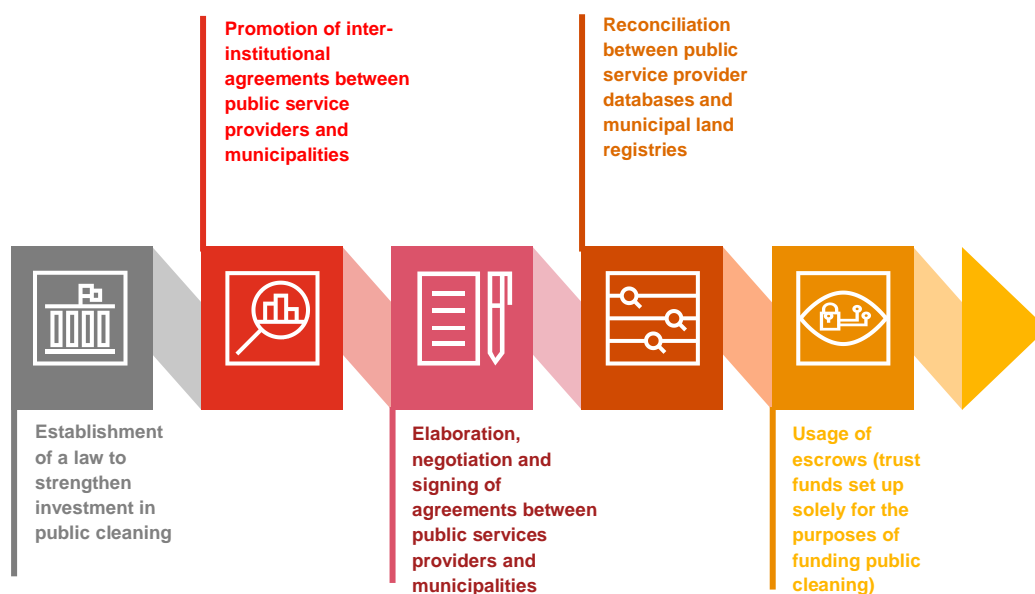 Promotion of inter-
institutional
agreements between
public service
providers and
municipalities
Reconciliation
between public
service provider
databases and
municipal land
registries
Establishment
of a law to
strengthen
investment in
public cleaning
Elaboration,
negotiation and
signing of
agreements between
public services
providers and
municipalities
Usage of
escrows (trust
funds set up
solely for the
purposes of
funding public
cleaning)